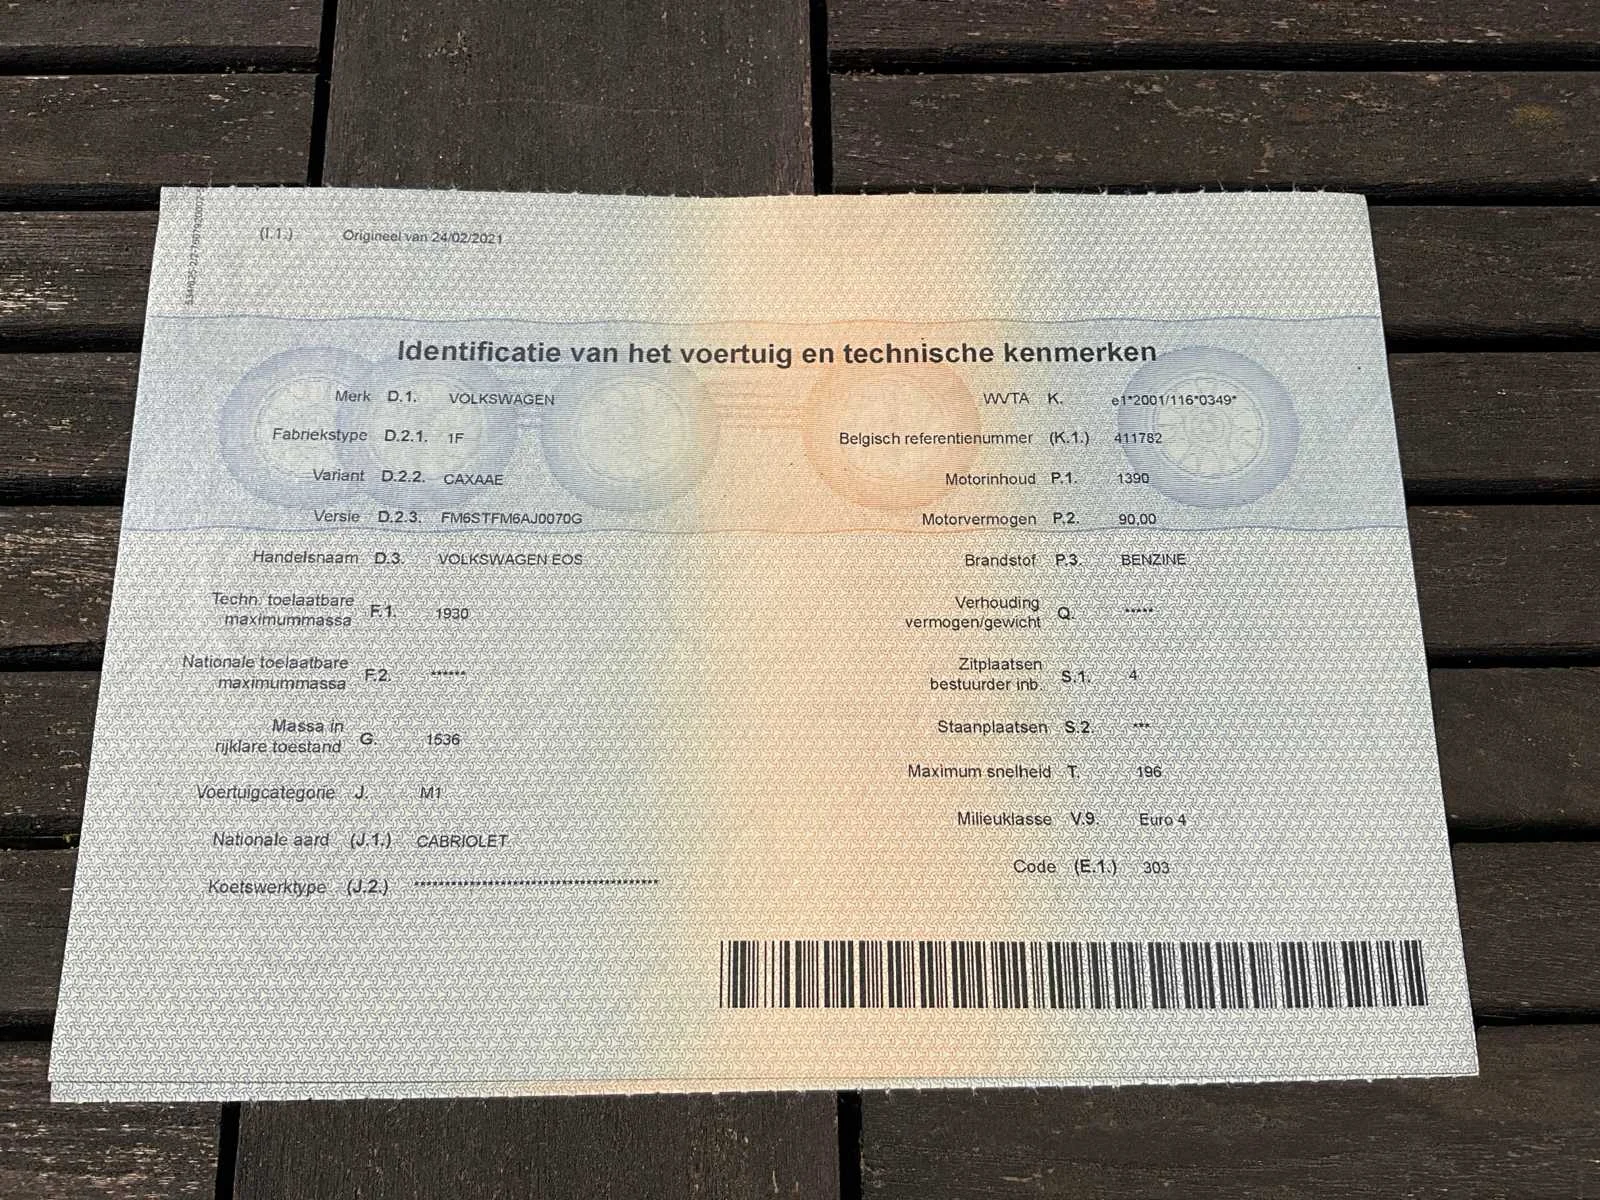 (I.1.) Origineel van 24/02/2021
Identificatie van het voertuig en technische kenmerken
Merk D.1. VOLKSWAGEN
Fabriekstype D.2.1. 1F
Variant D.2.2. CAXAAE
Versie D.2.3. FM6STFM6AJ0070G
Handelsnaam D.3. VOLKSWAGEN EOS
Techn. toelaatbare
maximummassa F.1. 1930
Nationale toelaatbare
maximummassa F.2. ******
Massa in
rijklare toestand G. 1536
Voertuigcategorie J. M1
Nationale aard (J.1.) CABRIOLET
Koetswerktype (J.2.) ****************************************
WVTA K. e1*2001/116*0349*
Belgisch referentienummer (K.1.) 411782
Motorinhoud P.1. 1390
Motorvermogen P.2. 90,00
Brandstof P.3. BENZINE
Verhouding
vermogen/gewicht Q. *****
Zitplaatsen
bestuurder inb. S.1. 4
Staanplaatsen S.2. ***
Maximum snelheid T. 196
Milieuklasse V.9. Euro 4
Code (E.1.) 303